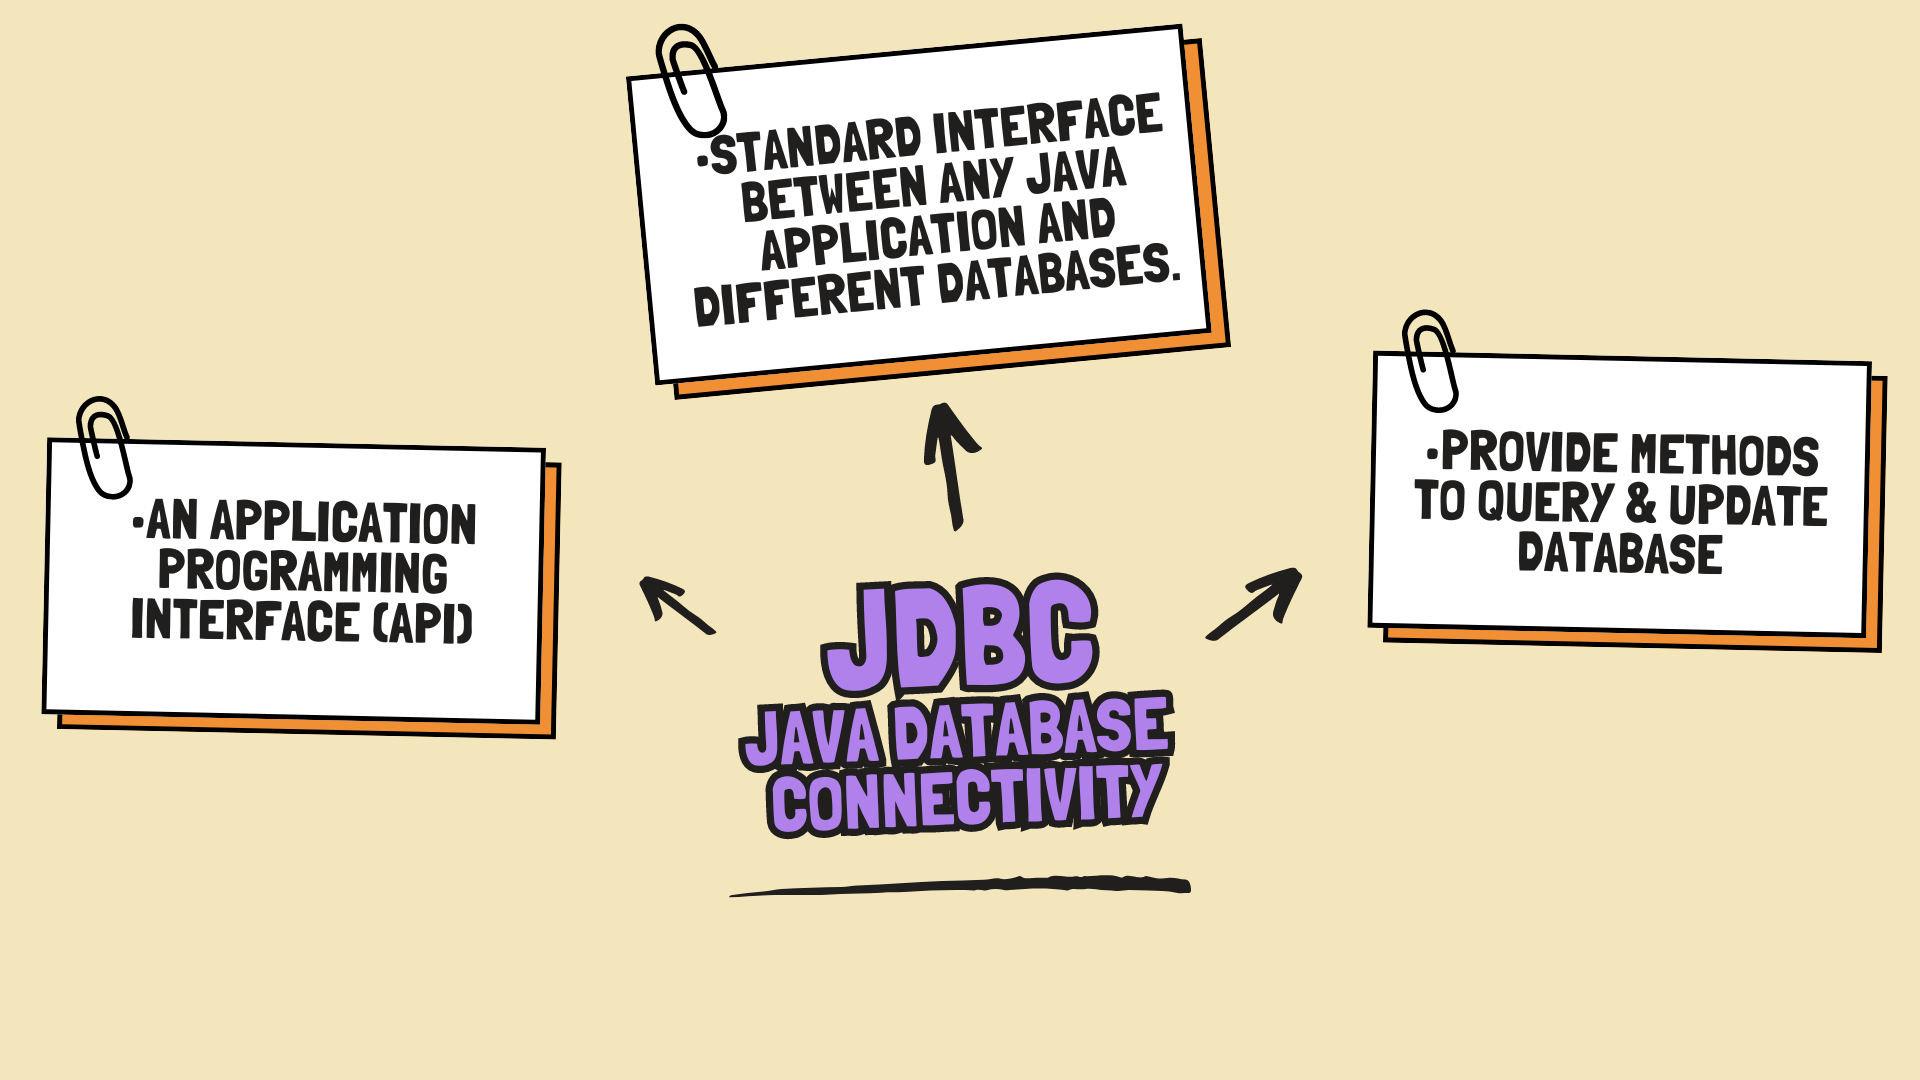 •STANDARD INTERFACE
BETWEEN ANY JAVA
APPLICATION AND
DIFFERENT DATABASES.
•AN APPLICATION
PROGRAMMING
INTERFACE (API)
•PROVIDE METHODS
TO QUERY & UPDATE
DATABASE
JDBC
JAVA DATABASE
CONNECTIVITY